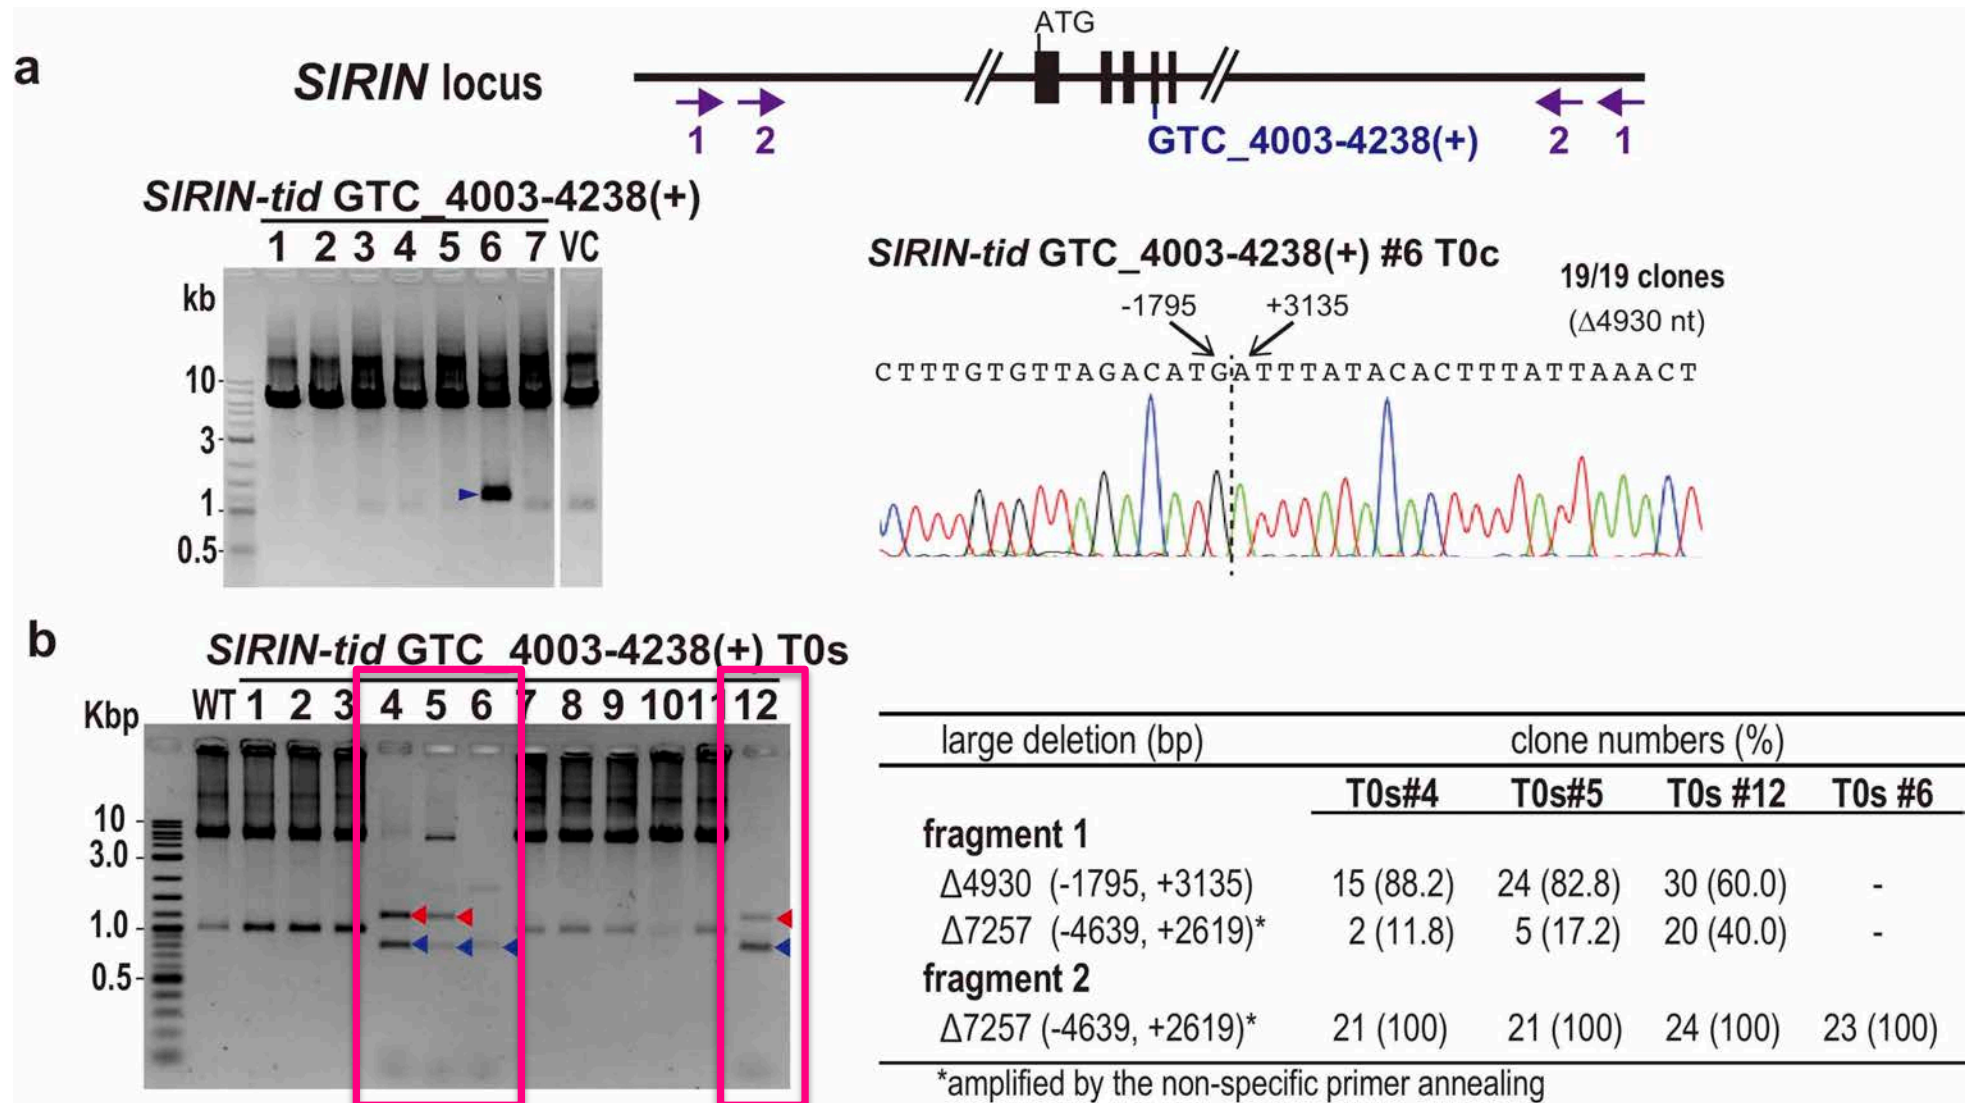 a
SlRIN locus
ATG
1 2 2 1
GTC_4003-4238(+)
SlRIN-tid GTC_4003-4238(+)
1 2 3 4 5 6 7 VC
kb
10
3
1
0.5
SlRIN-tid GTC_4003-4238(+) #6 T0c
19/19 clones
(Δ4930 nt)
-1795 +3135
CTTTGTGTTAGACATGATTTATACACTTTATTAAACT
b
SlRIN-tid GTC_4003-4238(+) T0s
Kbp WT 1 2 3 4 5 6 7 8 9 10 11 12
10
3.0
1.0
0.5
large deletion (bp) clone numbers (%)
T0s#4 T0s#5 T0s #12 T0s #6
fragment 1
Δ4930 (-1795, +3135) 15 (88.2) 24 (82.8) 30 (60.0) -
Δ7257 (-4639, +2619)* 2 (11.8) 5 (17.2) 20 (40.0) -
fragment 2
Δ7257 (-4639, +2619)* 21 (100) 21 (100) 24 (100) 23 (100)
*amplified by the non-specific primer annealing